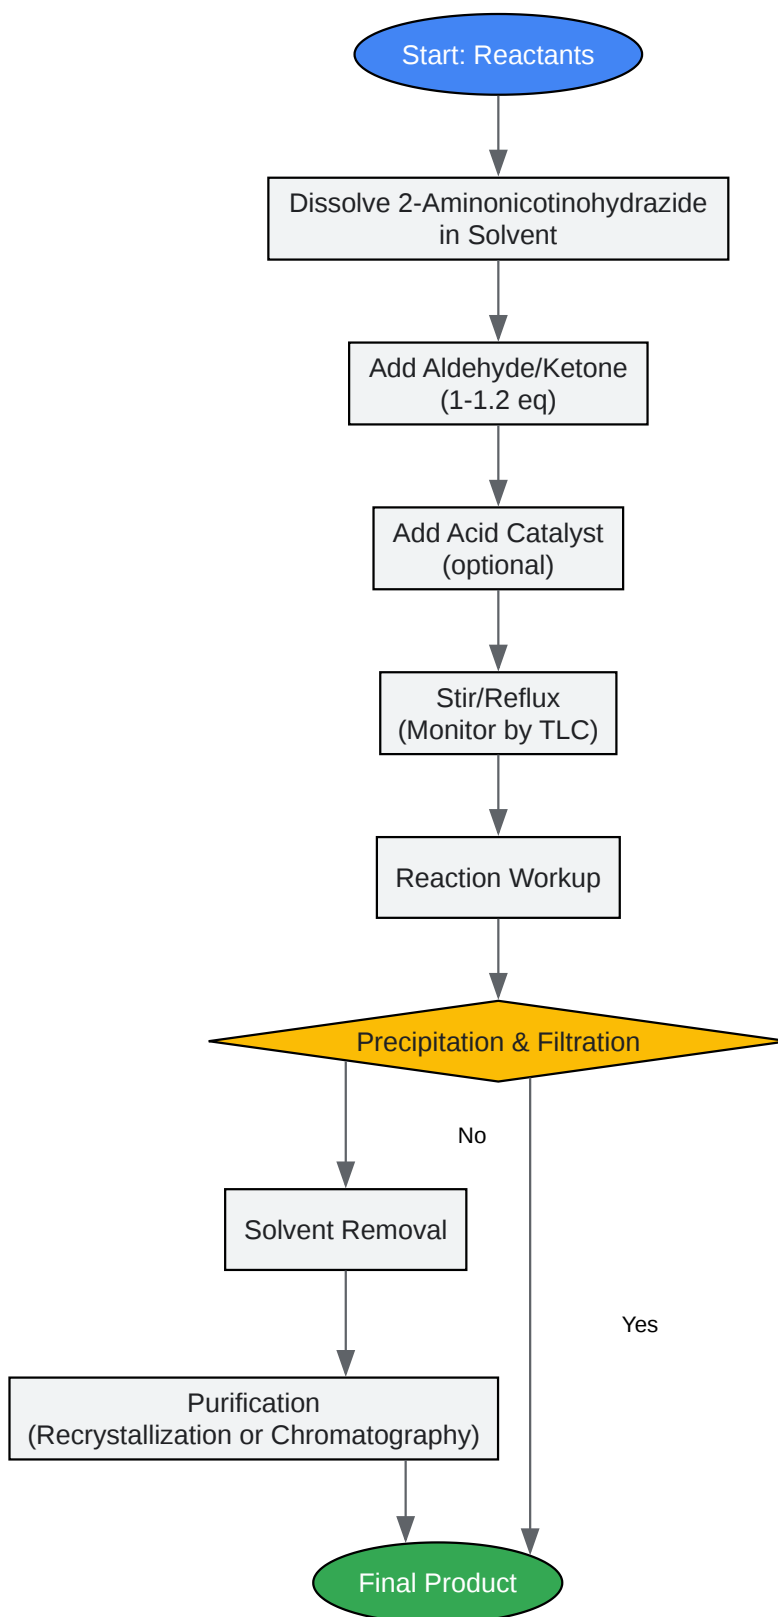 Start: Reactants
Dissolve 2-Aminonicotinohydrazide
in Solvent
Add Aldehyde/Ketone
(1-1.2 eq)
Add Acid Catalyst
(optional)
Stir/Reflux
(Monitor by TLC)
Reaction Workup
Precipitation & Filtration
No
Solvent Removal
Yes
Purification
(Recrystallization or Chromatography)
Final Product